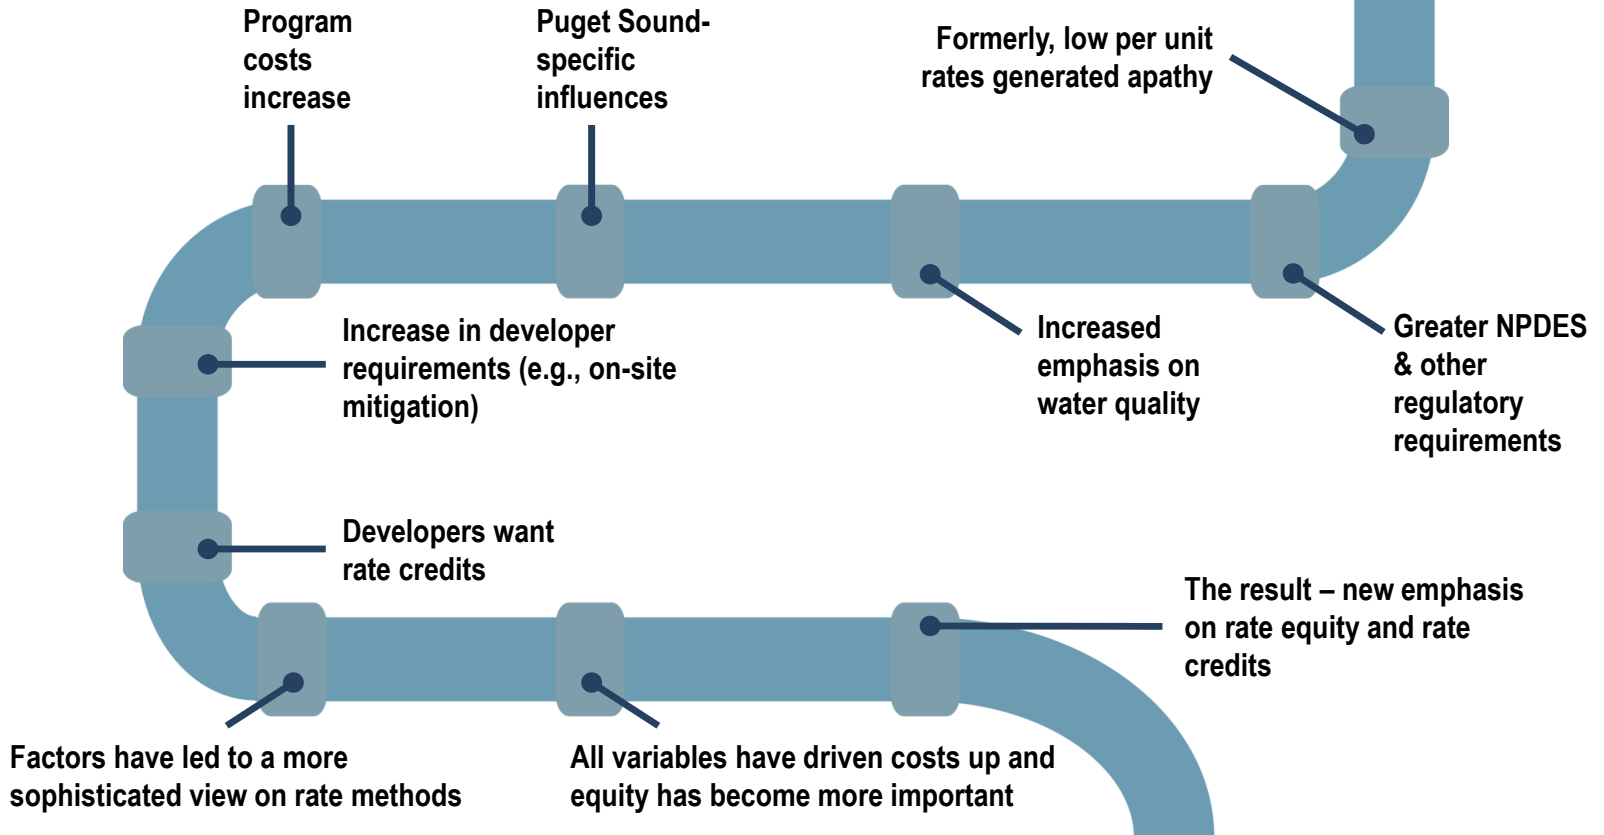 Program
costs
increase
Puget Sound-
specific
influences
Formerly, low per unit
rates generated apathy
Increase in developer
requirements (e.g., on-site
mitigation)
Increased
emphasis on
water quality
Greater NPDES
& other
regulatory
requirements
Developers want
rate credits
The result – new emphasis
on rate equity and rate
credits
Factors have led to a more
sophisticated view on rate methods
All variables have driven costs up and
equity has become more important